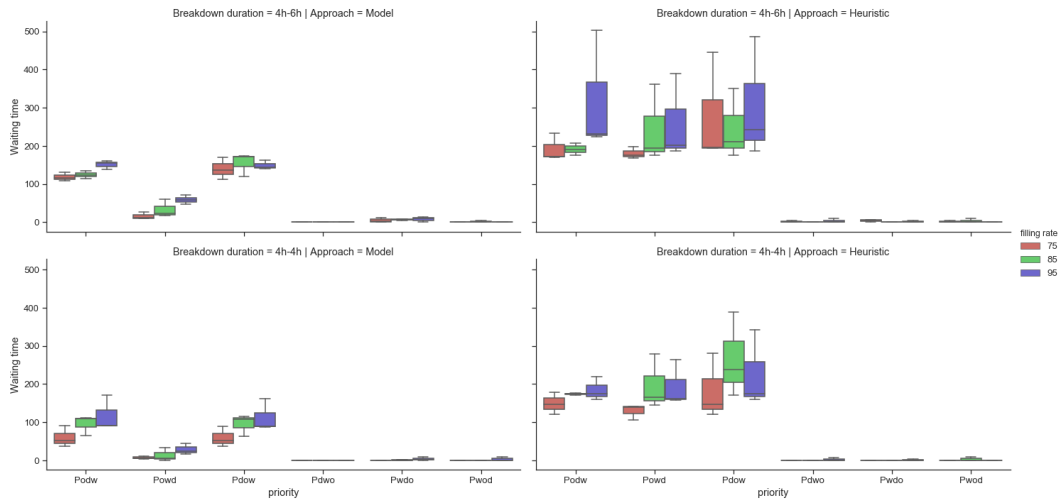 Breakdown duration = 4h-6h | Approach = Model
Breakdown duration = 4h-6h | Approach = Heuristic
500
400
300
200
100
0
Waiting time
filling rate
75
85
95
Breakdown duration = 4h-4h | Approach = Model
Breakdown duration = 4h-4h | Approach = Heuristic
500
400
300
200
100
0
Waiting time
Podw Powd Pdow Pdwo Pwdo Pwod
Podw Powd Pdow Pdwo Pwdo Pwod
priority
priority